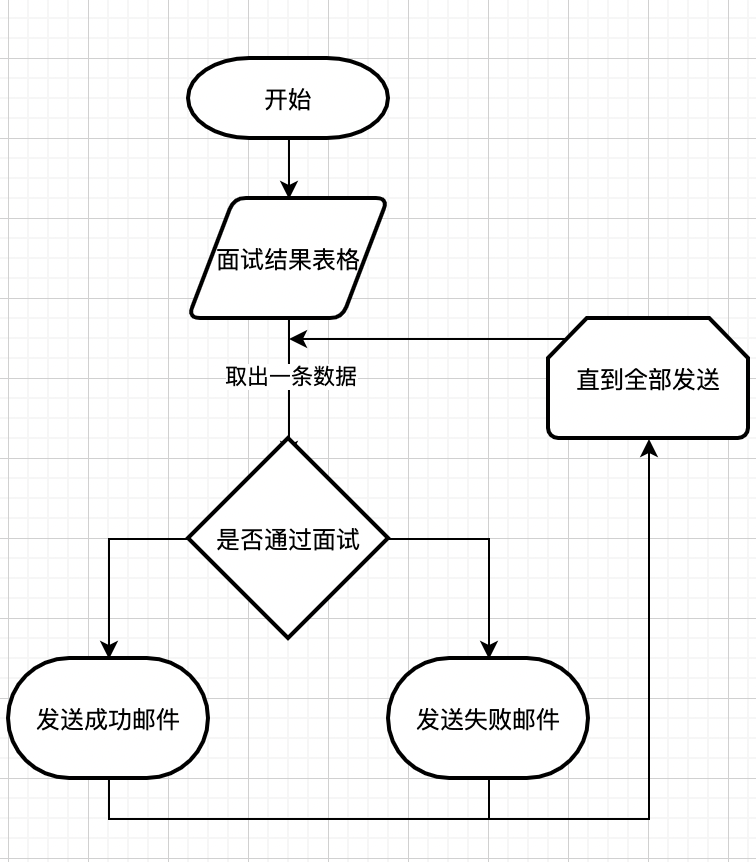 开始
面试结果表格
取出一条数据
直到全部发送
是否通过面试
发送成功邮件
发送失败邮件